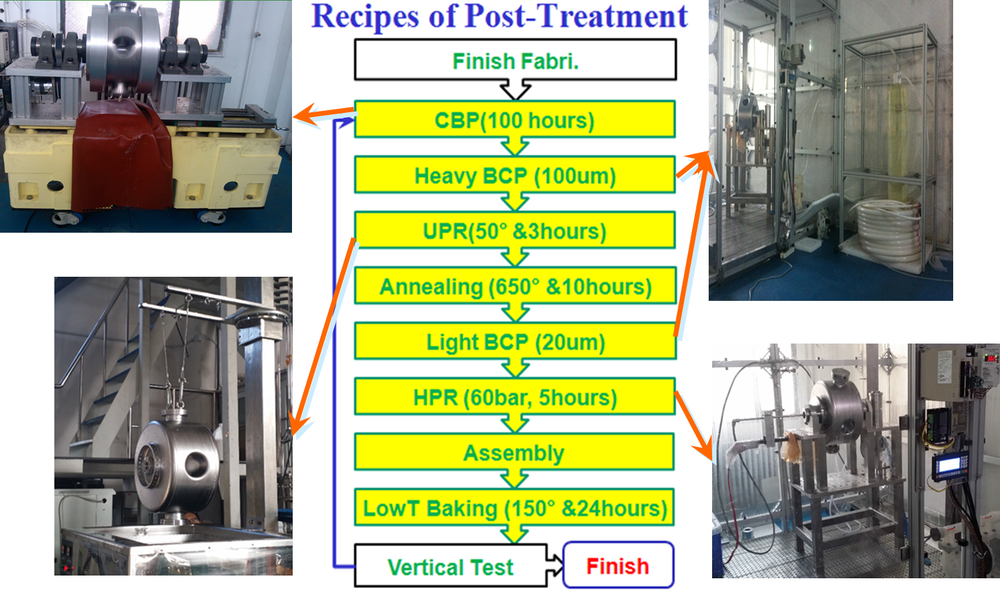 Recipes of Post-Treatment
Finish Fabri.
CBP(100 hours)
Heavy BCP (100um)
UPR(50° &3hours)
Annealing (650° &10hours)
Light BCP (20um)
HPR (60bar, 5hours)
Assembly
LowT Baking (150° &24hours)
Vertical Test
Finish